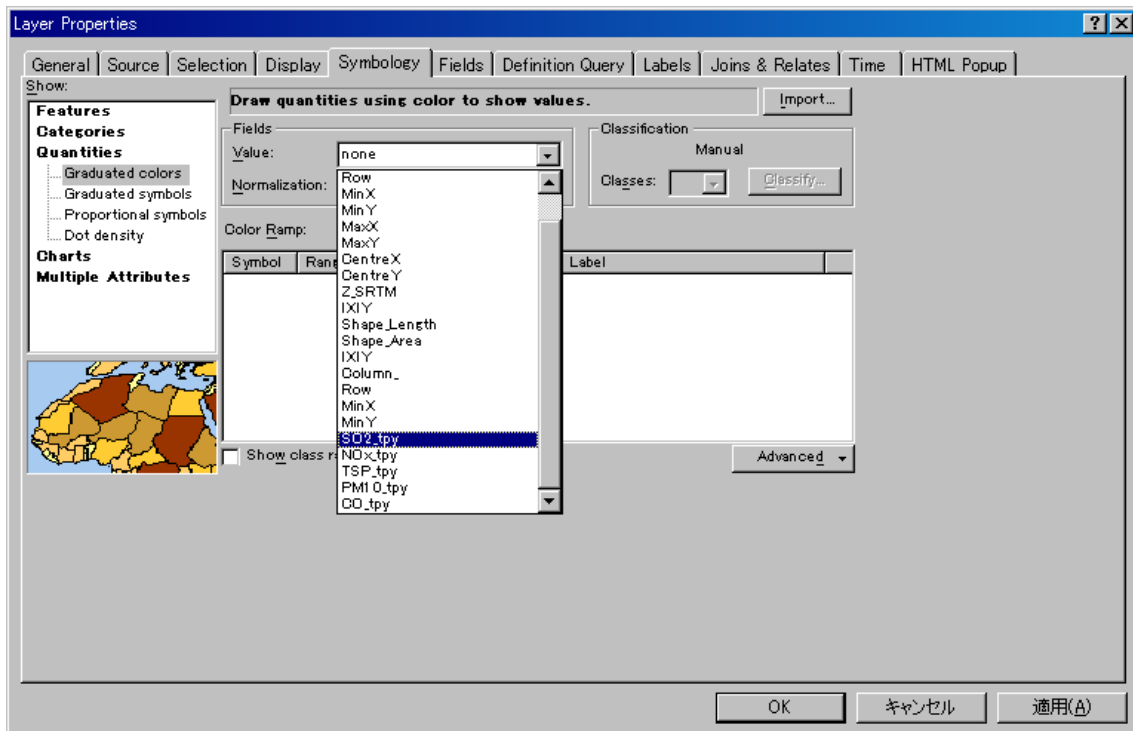 Layer Properties
General Source Selection Display Symbology Fields Definition Query Labels Joins & Relates Time HTML Popup
Show:
Features
Categories
Quantities
Graduated colors
Graduated symbols
Proportional symbols
Dot density
Charts
Multiple Attributes
Draw quantities using color to show values.
Import...
Fields
Value:
none
Normalization:
Classification
Manual
Classes:
Classify...
Color Ramp:
Symbol
Label
Row
MinX
MinY
MaxX
MaxY
CentreX
CentreY
Z_SRTM
IXIY
Shape_Length
Shape_Area
IXIY
Column_
Row
MinX
MinY
SO2_tpy
NOx_tpy
TSP_tpy
PM10_tpy
CO_tpy
Show class
Advanced
OK
キャンセル
適用(A)